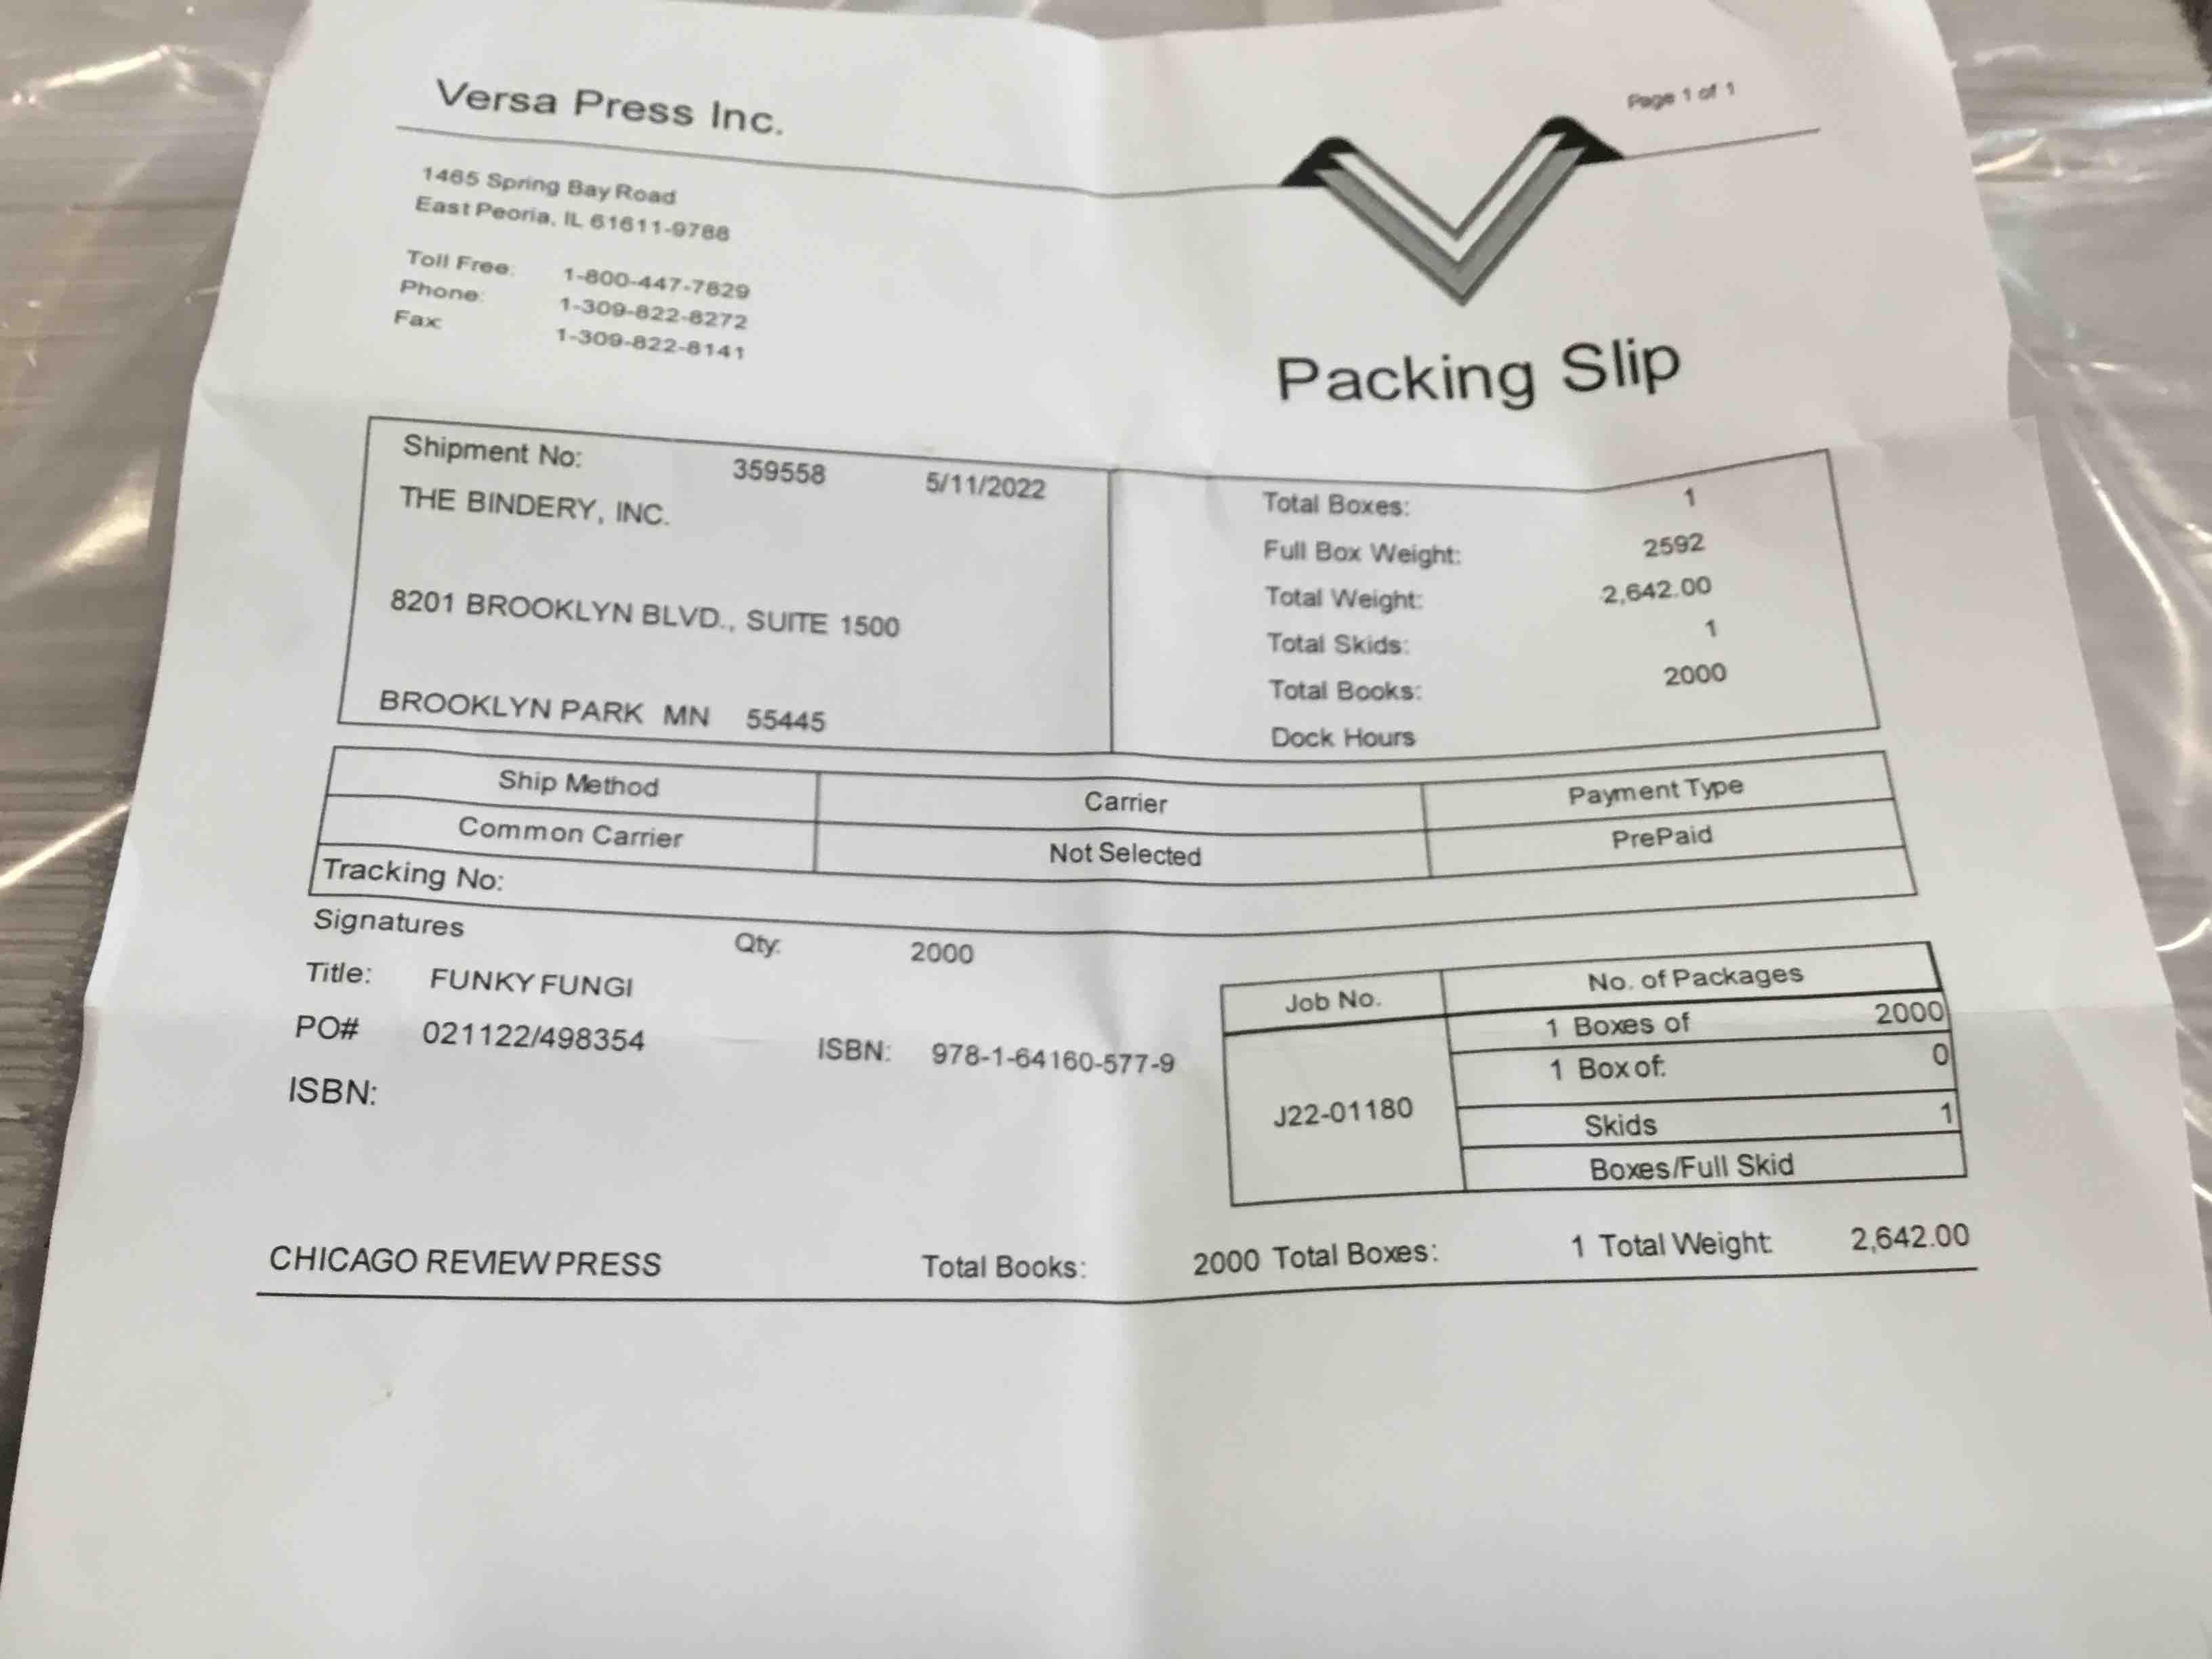 Page 1 of 1
Versa Press Inc.
1465 Spring Bay Road
East Peoria, IL 61611-9788
Toll Free: 1-800-447-7829
Phone: 1-309-822-8272
Fax: 1-309-822-8141
Packing Slip
Shipment No: 359558 5/11/2022
THE BINDERY, INC.
8201 BROOKLYN BLVD., SUITE 1500
BROOKLYN PARK MN 55445
Total Boxes: 1
Full Box Weight: 2592
Total Weight: 2,642.00
Total Skids: 1
Total Books: 2000
Dock Hours
Ship Method Carrier Payment Type
Common Carrier Not Selected PrePaid
Tracking No:
Signatures Qty: 2000
Title: FUNKY FUNGI
PO# 021122/498354 ISBN: 978-1-64160-577-9
ISBN:
Job No. No. of Packages
J22-01180
1 Boxes of 2000
1 Box of: 0
Skids 1
Boxes/Full Skid
CHICAGO REVIEW PRESS Total Books: 2000 Total Boxes: 1 Total Weight: 2,642.00